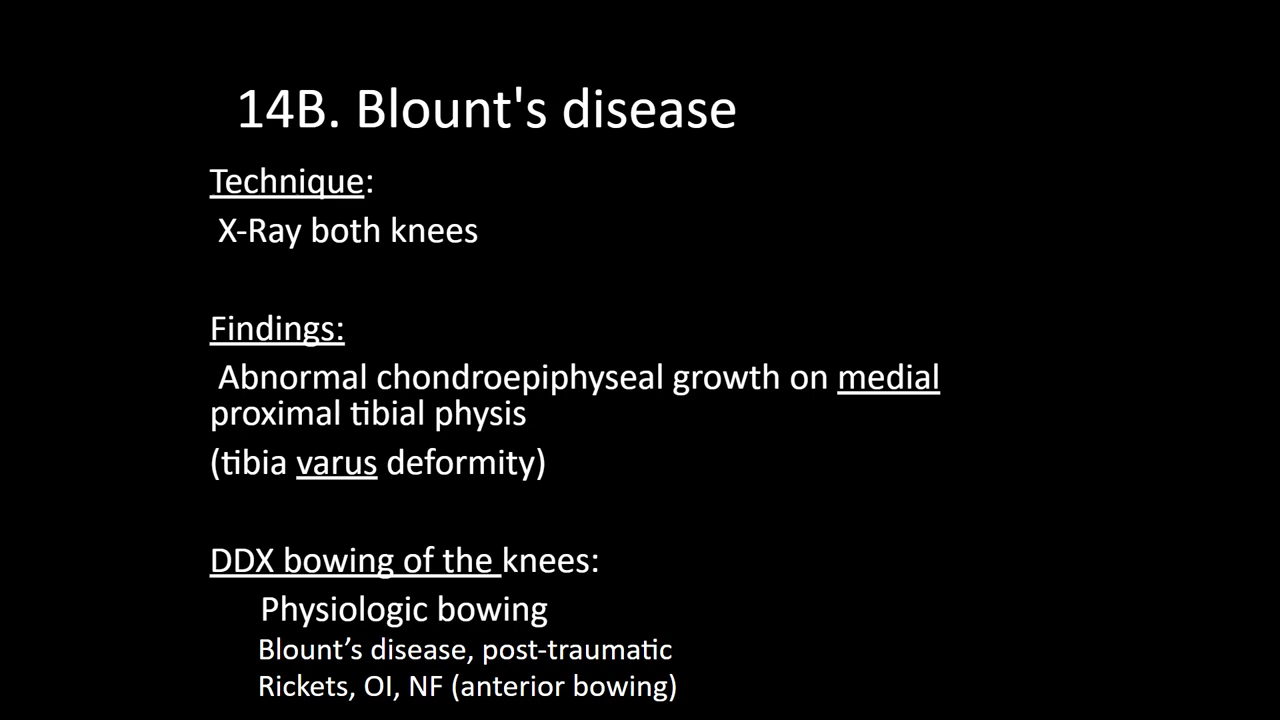 14B. Blount's disease
Technique:
X-Ray both knees
Findings:
Abnormal chondroepiphyseal growth on medial
proximal tibial physis
(tibia varus deformity)
DDX bowing of the knees:
Physiologic bowing
Blount’s disease, post-traumatic
Rickets, OI, NF (anterior bowing)